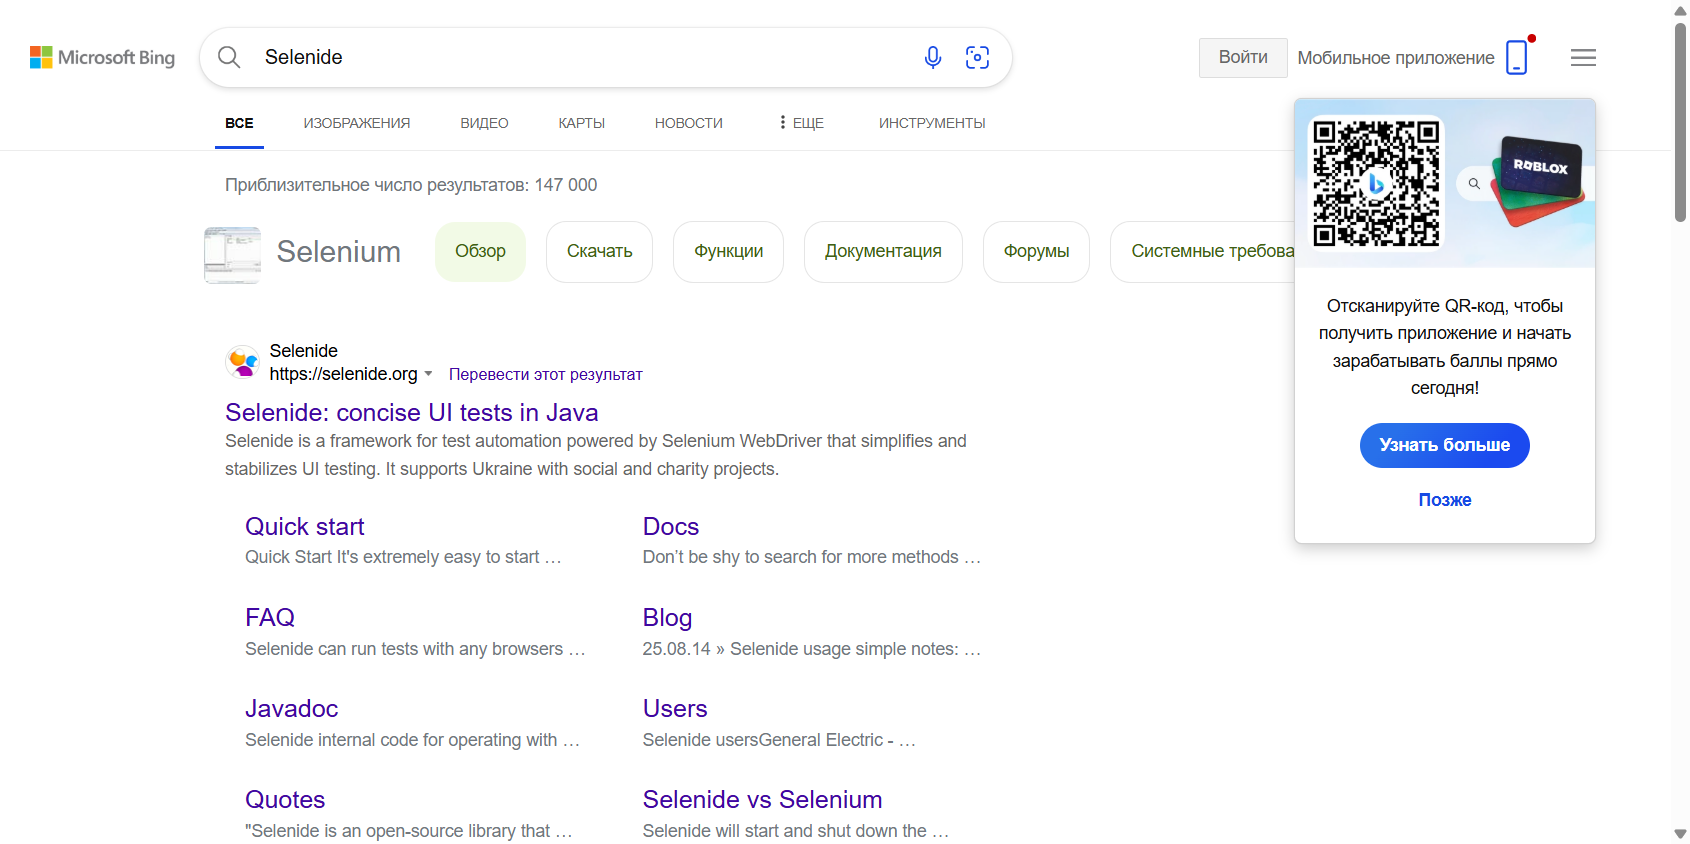 Microsoft Bing
Selenide
Войти
Мобильное приложение
ВСЕ
ИЗОБРАЖЕНИЯ
ВИДЕО
КАРТЫ
НОВОСТИ
ЕЩЕ
ИНСТРУМЕНТЫ
Приблизительное число результатов: 147 000
Selenium
Обзор
Скачать
Функции
Документация
Форумы
Системные требова
Selenide
https://selenide.org
Перевести этот результат
Selenide: concise UI tests in Java
Selenide is a framework for test automation powered by Selenium WebDriver that simplifies and
stabilizes UI testing. It supports Ukraine with social and charity projects.
Quick start
Quick Start It's extremely easy to start …
Docs
Don’t be shy to search for more methods …
FAQ
Selenide can run tests with any browsers …
Blog
25.08.14 » Selenide usage simple notes: …
Javadoc
Selenide internal code for operating with …
Users
Selenide usersGeneral Electric - …
Quotes
"Selenide is an open-source library that …
Selenide vs Selenium
Selenide will start and shut down the …
ROBLOX
Отсканируйте QR-код, чтобы
получить приложение и начать
зарабатывать баллы прямо
сегодня!
Узнать больше
Позже